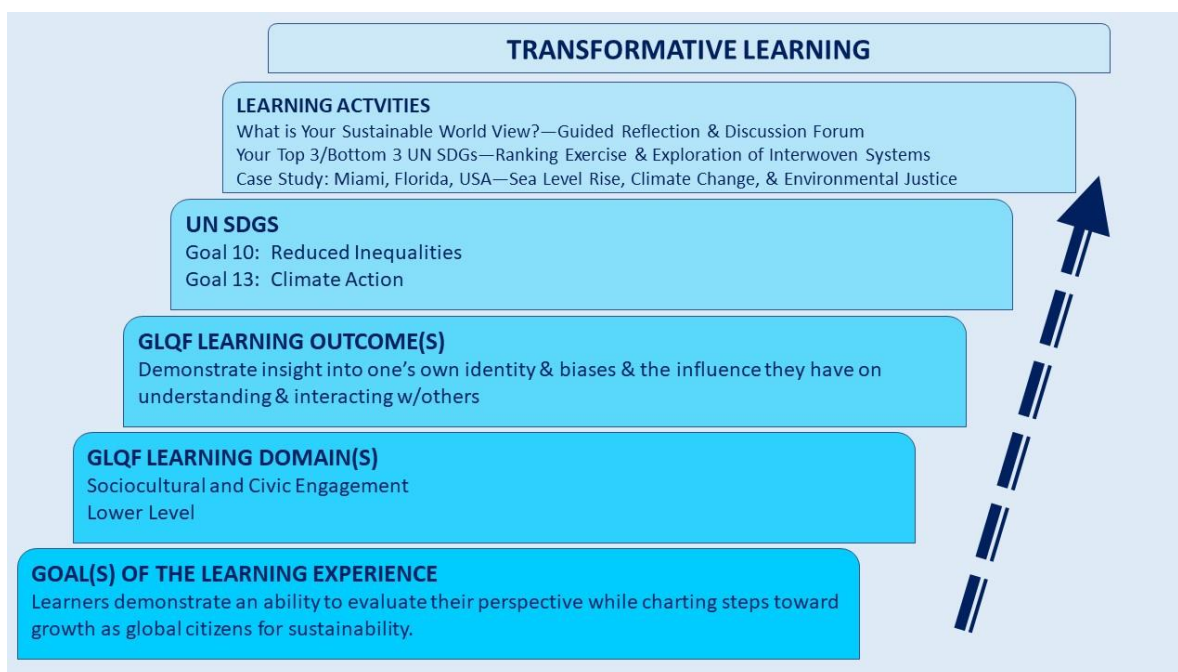 TRANSFORMATIVE LEARNING
LEARNING ACTVITIES
What is Your Sustainable World View?—Guided Reflection & Discussion Forum
Your Top 3/Bottom 3 UN SDGs—Ranking Exercise & Exploration of Interwoven Systems
Case Study: Miami, Florida, USA—Sea Level Rise, Climate Change, & Environmental Justice
UN SDGS
Goal 10:  Reduced Inequalities
Goal 13:  Climate Action
GLQF LEARNING OUTCOME(S)
Demonstrate insight into one’s own identity & biases & the influence they have on
understanding & interacting w/others
GLQF LEARNING DOMAIN(S)
Sociocultural and Civic Engagement
Lower Level
GOAL(S) OF THE LEARNING EXPERIENCE
Learners demonstrate an ability to evaluate their perspective while charting steps toward
growth as global citizens for sustainability.